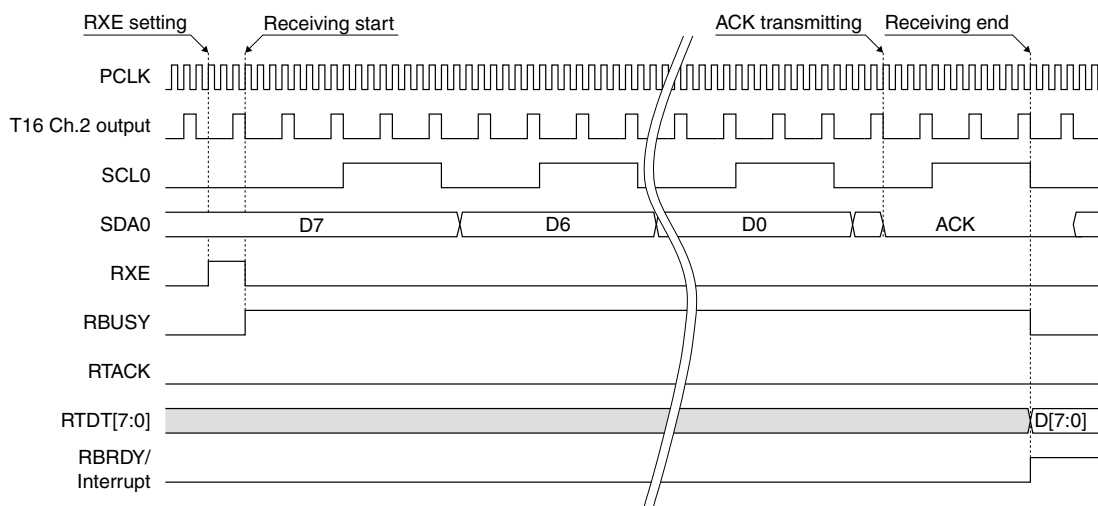 RXE setting
Receiving start
ACK transmitting
Receiving end
PCLK
T16 Ch.2 output
SCL0
SDA0
D7
D6
D0
ACK
RXE
RBUSY
RTACK
RTDT[7:0]
D[7:0]
RBRDY/
Interrupt